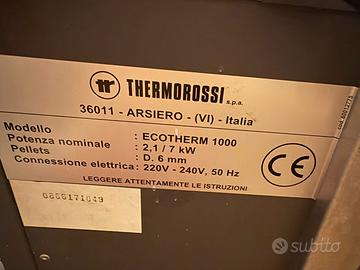 THERMOROSSI s.p.a.
36011 - ARSIERO - (VI) - Italia
Modello : ECOTHERM 1000
Potenza nominale : 2,1 / 7 kW
Pellets : D. 6 mm
Connessione elettrica : 220V - 240V, 50 Hz
LEGGERE ATTENTAMENTE LE ISTRUZIONI
CE
subito